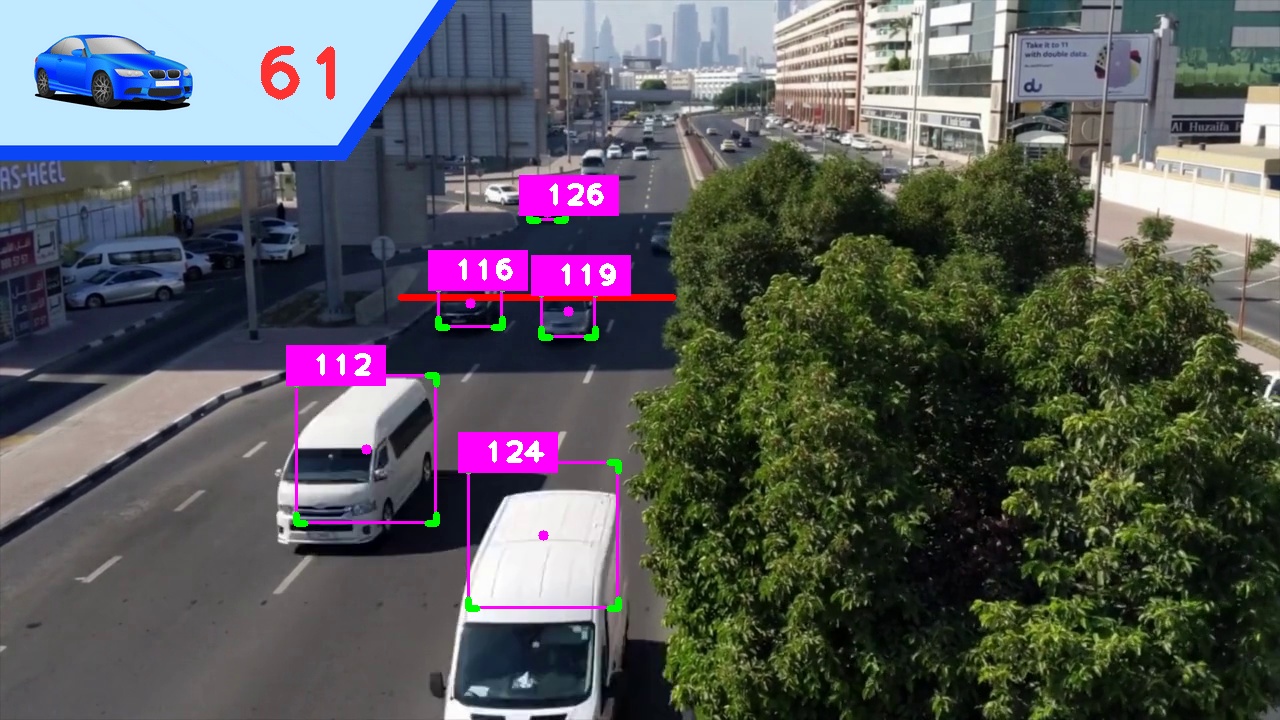 61
AS-HEEL
Take it to 11
with double data.
du
Al Huzaifa
126
116
119
112
124